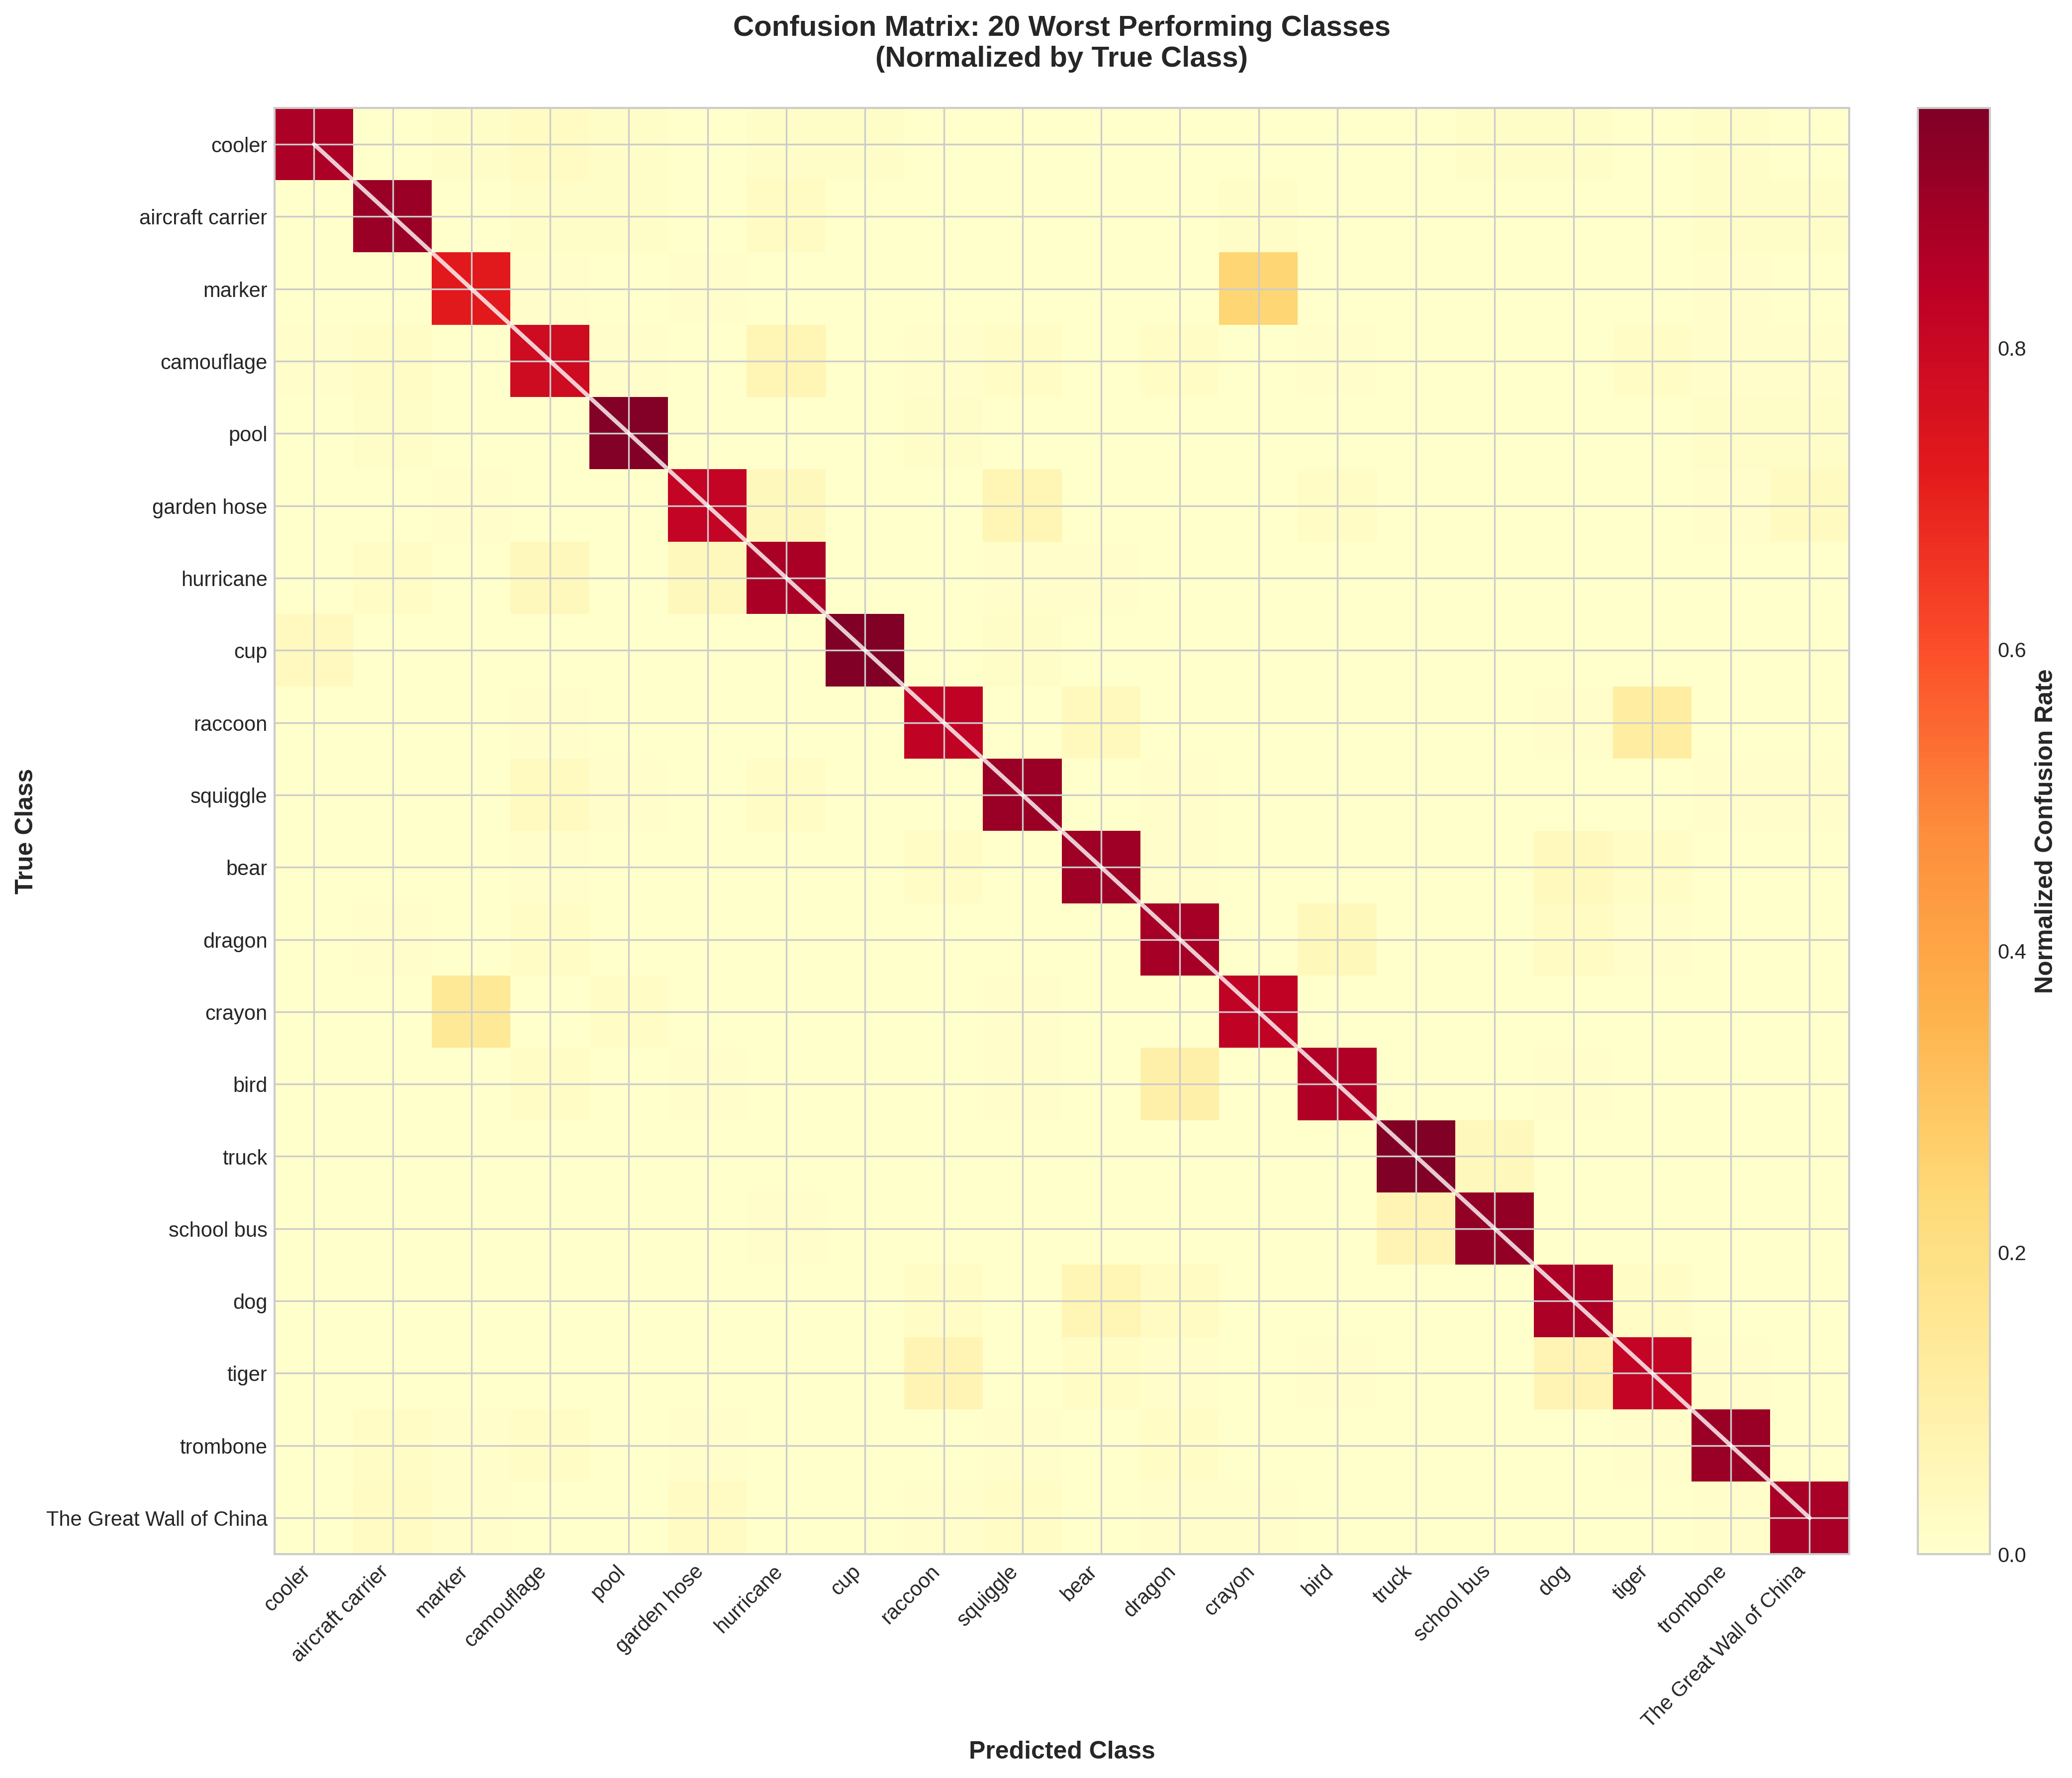 Confusion Matrix: 20 Worst Performing Classes
(Normalized by True Class)
cooler
aircraft carrier
marker
camouflage
pool
garden hose
hurricane
cup
raccoon
squiggle
bear
dragon
crayon
bird
truck
school bus
dog
tiger
trombone
The Great Wall of China
True Class
cooler
aircraft carrier
marker
camouflage
pool
garden hose
hurricane
cup
raccoon
squiggle
bear
dragon
crayon
bird
truck
school bus
dog
tiger
trombone
The Great Wall of China
Predicted Class
0.8
0.6
0.4
0.2
0.0
Normalized Confusion Rate